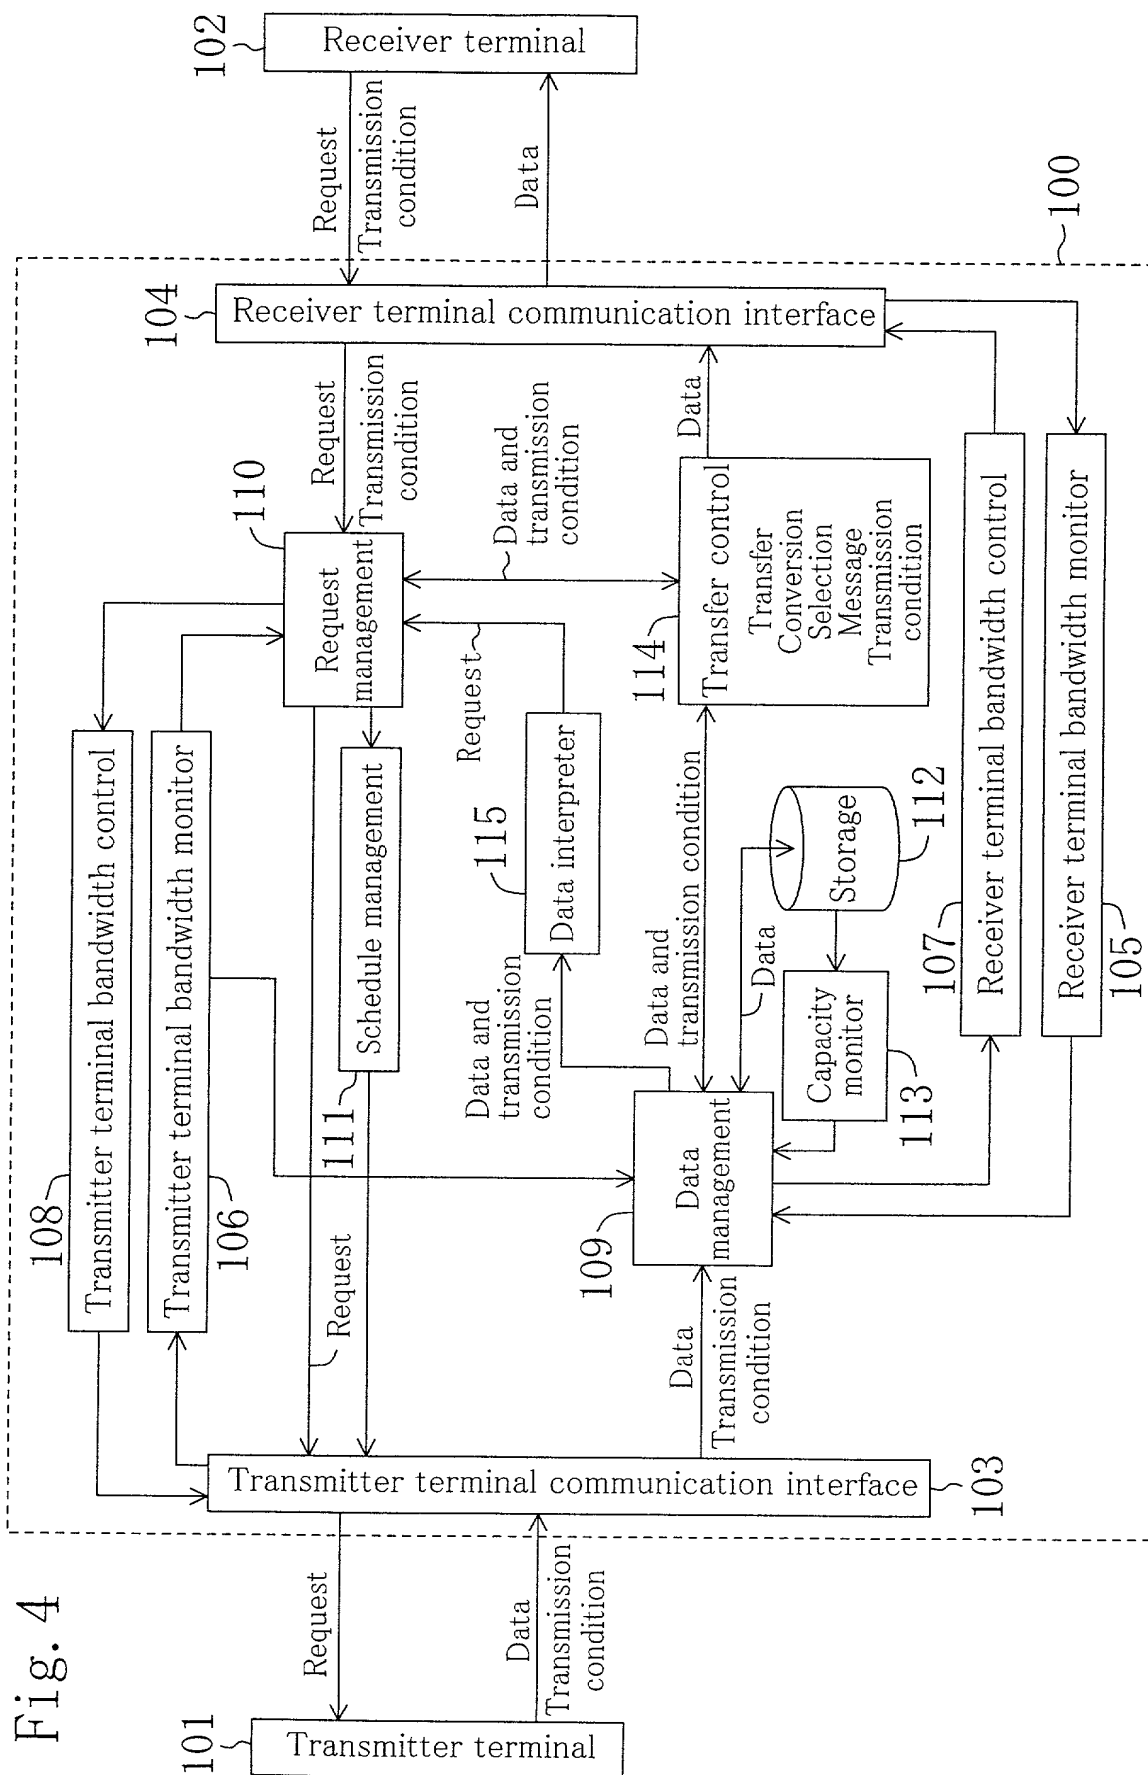 Fig. 4
108
Transmitter terminal bandwidth control
Transmitter terminal bandwidth monitor
106
110
Request
management
Request
Transmission
condition
104
Receiver terminal communication interface
Request
Transmission
condition
102
Receiver terminal
Data
100
101
Transmitter terminal
Request
Data
Transmission
condition
Transmitter terminal communication interface
103
Request
111
Schedule management
Data and
transmission
condition
115
Data interpreter
Request
Data and
transmission
condition
Data
Transmission
condition
109
Data
management
Data and
transmission condition
114
Transfer control
Transfer
Conversion
Selection
Message
Transmission
condition
Data
Data
Storage
112
Capacity
monitor
113
107
Receiver terminal bandwidth control
Receiver terminal bandwidth monitor
105